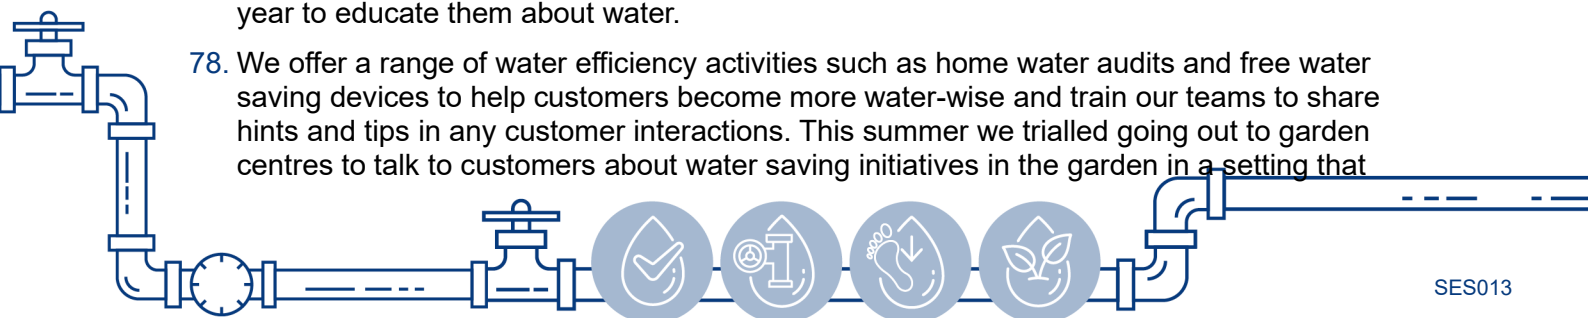 year to educate them about water.
78. We offer a range of water efficiency activities such as home water audits and free water
saving devices to help customers become more water-wise and train our teams to share
hints and tips in any customer interactions. This summer we trialled going out to garden
centres to talk to customers about water saving initiatives in the garden in a setting that
SES013